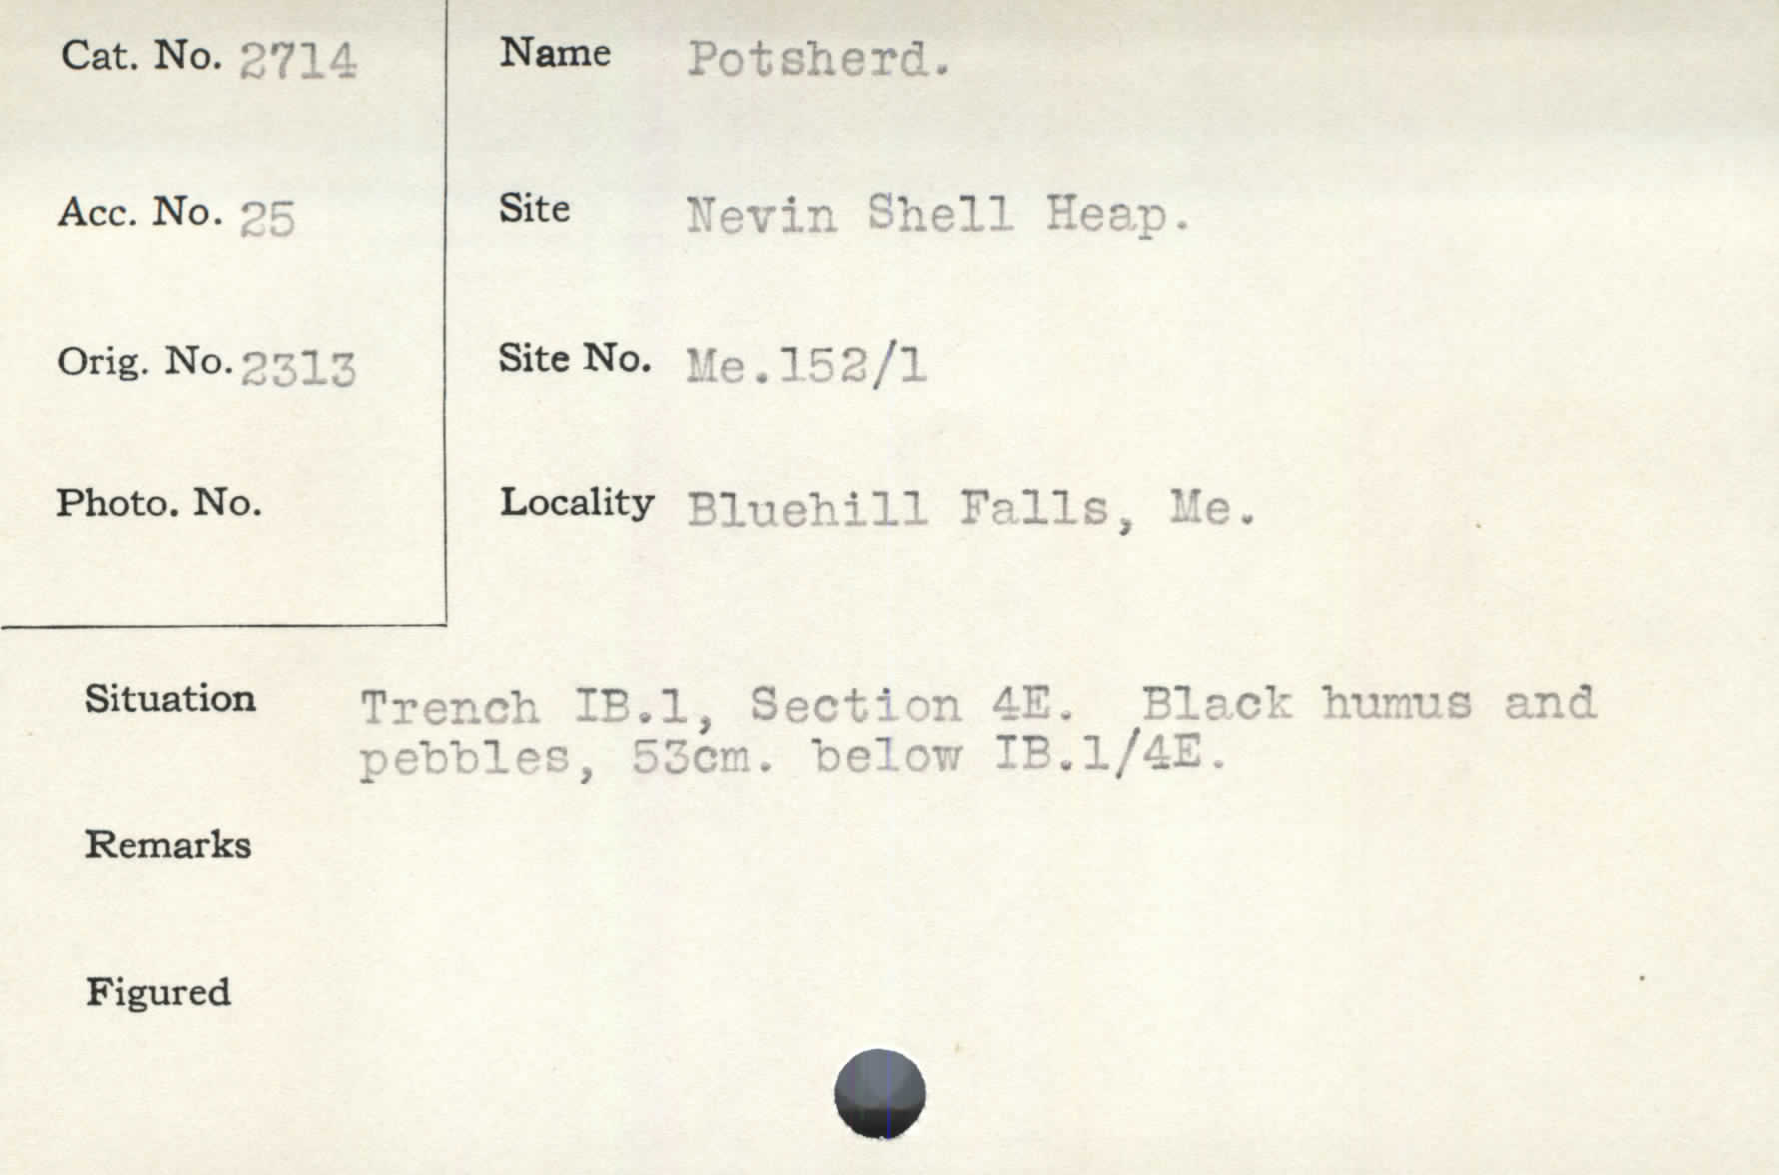 Cat. No. 2714
Name Potsherd.
Acc. No. 25
Site Nevin Shell Heap.
Orig. No. 2313
Site No. Me.152/1
Photo. No.
Locality Bluehill Falls, Me.
Situation Trench IB.1, Section 4E. Black humus and
pebbles, 53cm. below IB.1/4E.
Remarks
Figured